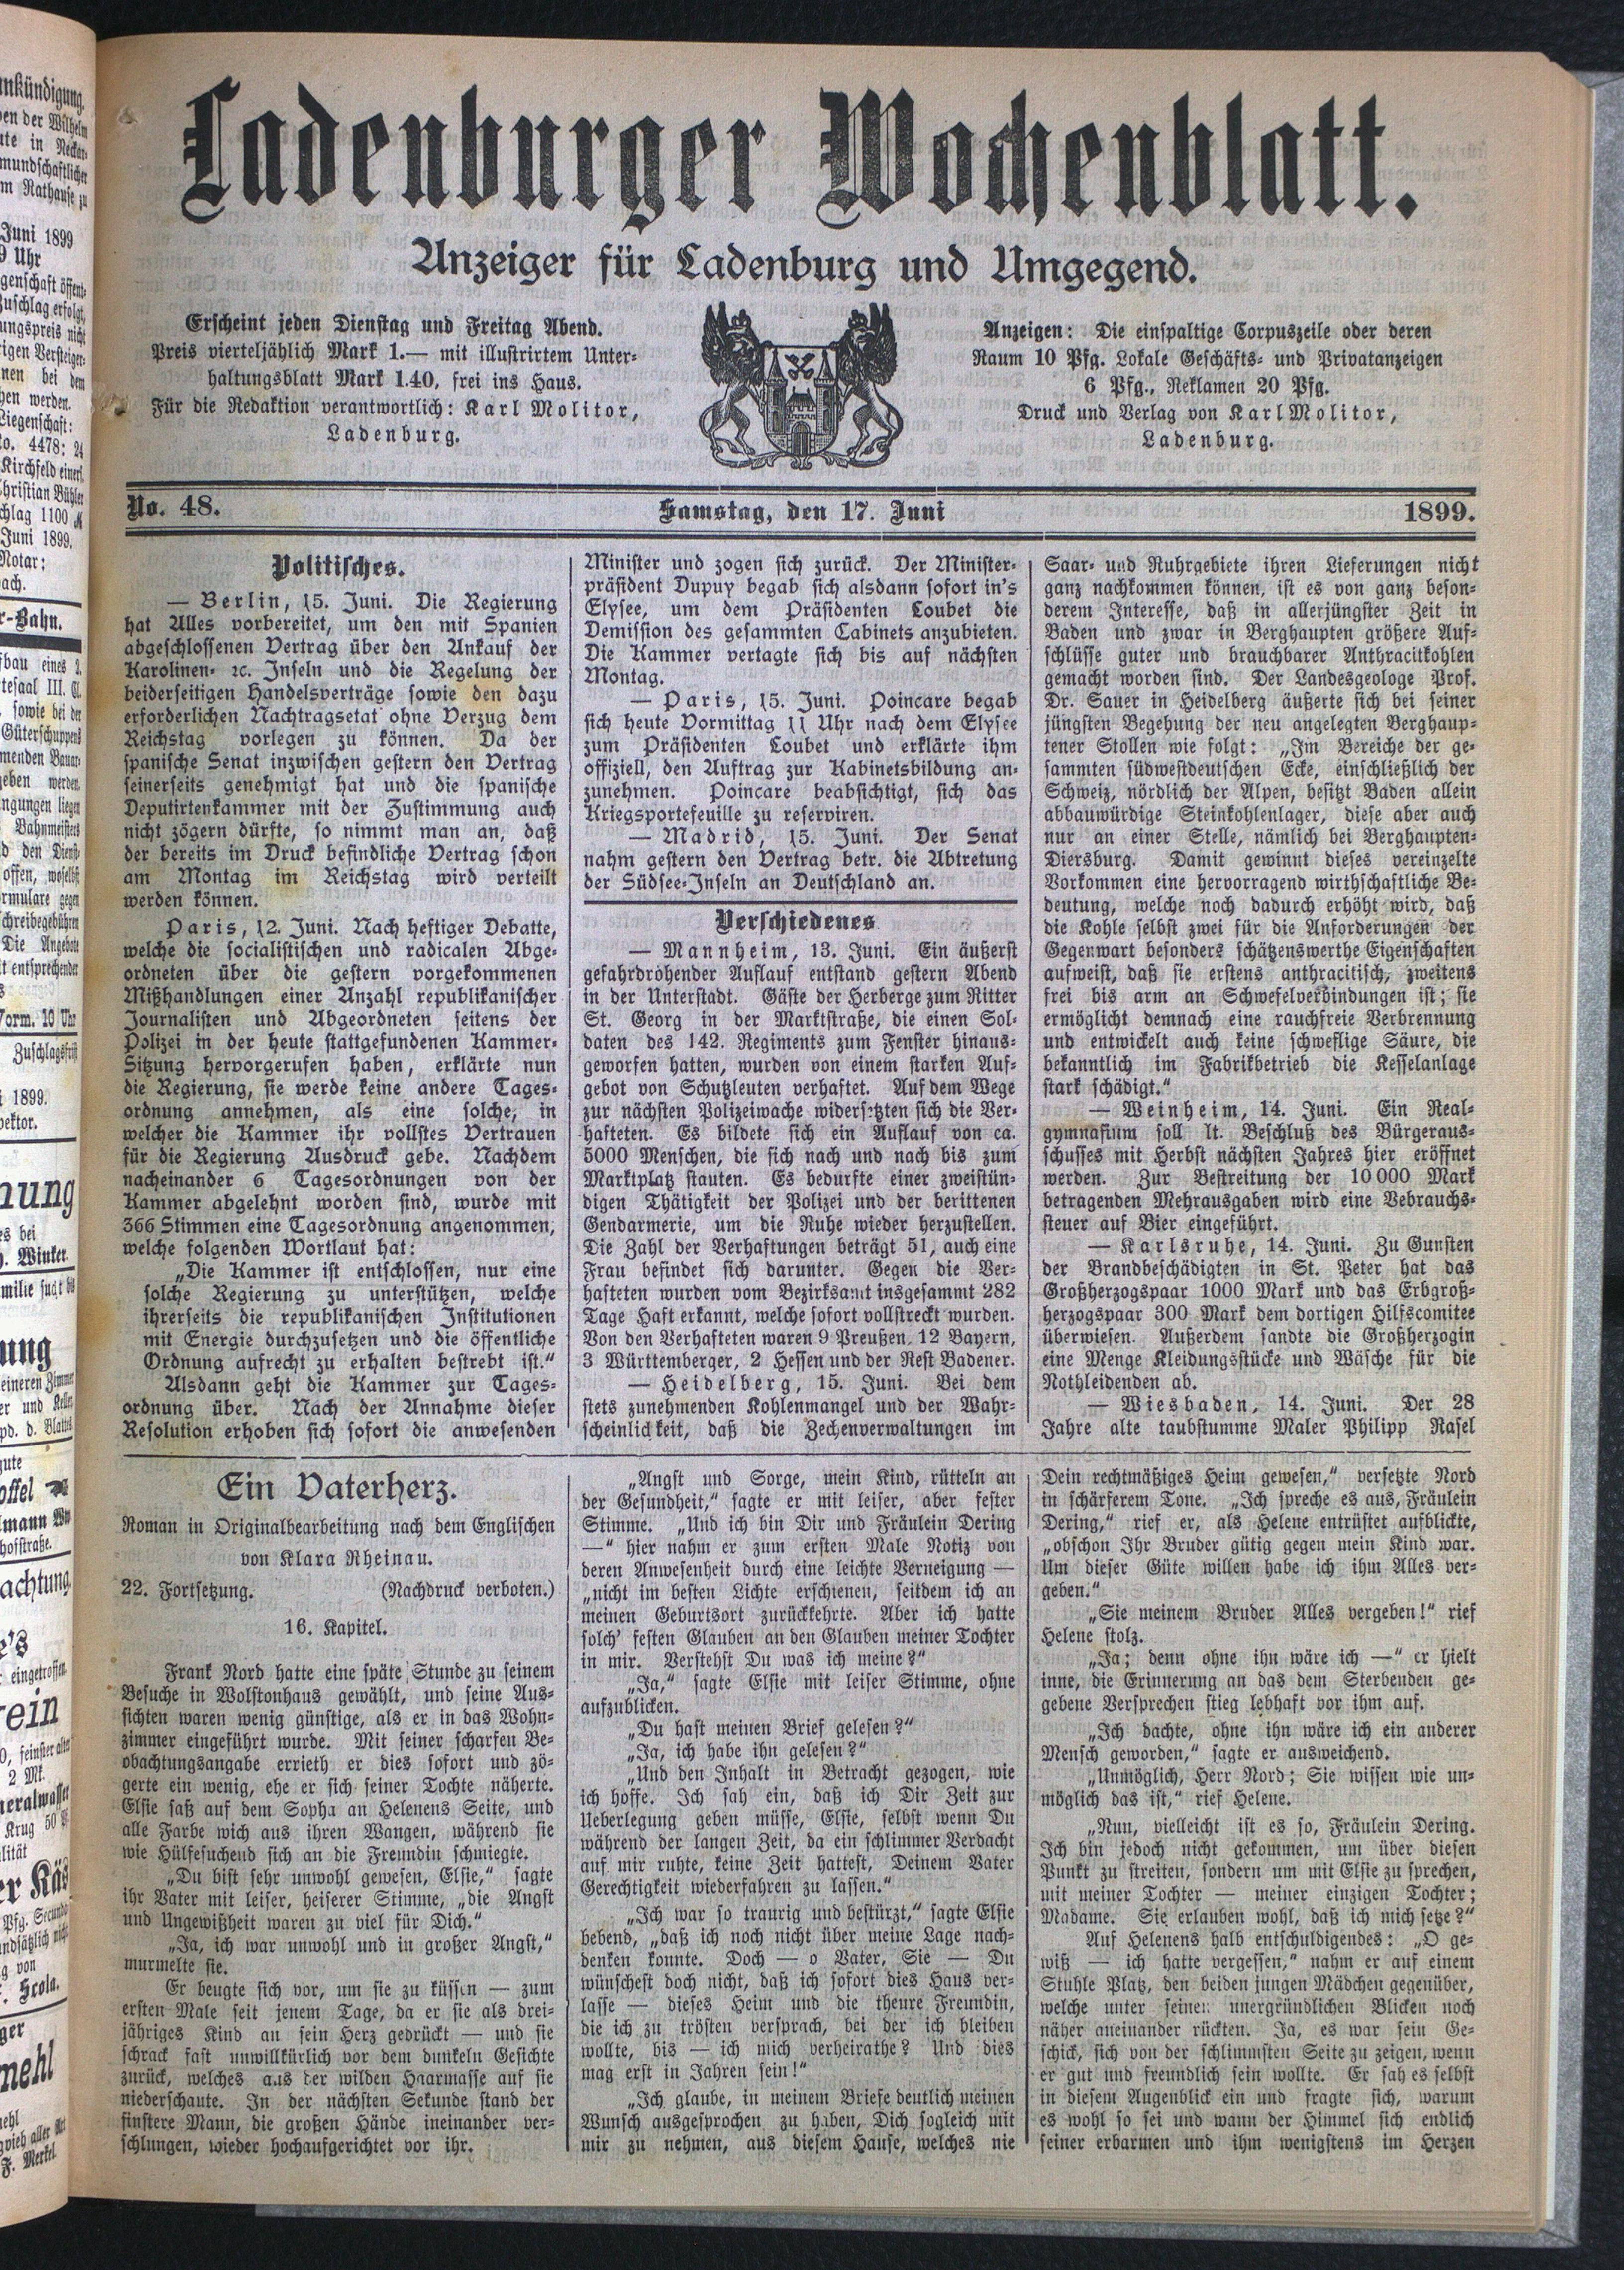 Ladenburger Wochenblatt.
Anzeiger für Ladenburg und Umgegend.
Erscheint jeden Dienstag und Freitag Abend.
Preis vierteljählich Mark 1.— mit illustrirtem Unter-
haltungsblatt Mark 1.40, frei ins Haus.
Für die Redaktion verantwortlich: Karl Molitor,
Ladenburg.
Anzeigen: Die einspaltige Corpuszeile oder deren
Raum 10 Pfg. Lokale Geschäfts- und Privatanzeigen
6 Pfg., Reklamen 20 Pfg.
Druck und Verlag von Karl Molitor,
Ladenburg.
No. 48. Samstag, den 17. Juni 1899.
Politisches.
— Berlin, 15. Juni. Die Regierung
hat Alles vorbereitet, um den mit Spanien
abgeschlossenen Vertrag über den Ankauf der
Karolinen- ꝛc. Inseln und die Regelung der
beiderseitigen Handelsverträge sowie den dazu
erforderlichen Nachtragsetat ohne Verzug dem
Reichstag vorlegen zu können. Da der
spanische Senat inzwischen gestern den Vertrag
seinerseits genehmigt hat und die spanische
Deputirtenkammer mit der Zustimmung auch
nicht zögern dürfte, so nimmt man an, daß
der bereits im Druck befindliche Vertrag schon
am Montag im Reichstag wird verteilt
werden können.
Paris, 12. Juni. Nach heftiger Debatte,
welche die socialistischen und radicalen Abge-
ordneten über die gestern vorgekommenen
Mißhandlungen einer Anzahl republikanischer
Journalisten und Abgeordneten seitens der
Polizei in der heute stattgefundenen Kammer-
Sitzung hervorgerufen haben, erklärte nun
die Regierung, sie werde keine andere Tages-
ordnung annehmen, als eine solche, in
welcher die Kammer ihr vollstes Vertrauen
für die Regierung Ausdruck gebe. Nachdem
nacheinander 6 Tagesordnungen von der
Kammer abgelehnt worden sind, wurde mit
366 Stimmen eine Tagesordnung angenommen,
welche folgenden Wortlaut hat:
„Die Kammer ist entschlossen, nur eine
solche Regierung zu unterstützen, welche
ihrerseits die republikanischen Institutionen
mit Energie durchzusetzen und die öffentliche
Ordnung aufrecht zu erhalten bestrebt ist.“
Alsdann geht die Kammer zur Tages-
ordnung über. Nach der Annahme dieser
Resolution erhoben sich sofort die anwesenden
Minister und zogen sich zurück. Der Minister-
präsident Dupuy begab sich alsdann sofort in's
Elysee, um dem Präsidenten Loubet die
Demission des gesammten Cabinets anzubieten.
Die Kammer vertagte sich bis auf nächsten
Montag.
— Paris, 15. Juni. Poincare begab
sich heute Vormittag 11 Uhr nach dem Elysee
zum Präsidenten Loubet und erklärte ihm
offiziell, den Auftrag zur Kabinetsbildung an-
zunehmen. Poincare beabsichtigt, sich das
Kriegsportefeuille zu reserviren.
— Madrid, 15. Juni. Der Senat
nahm gestern den Vertrag betr. die Abtretung
der Südsee-Inseln an Deutschland an.
Verschiedenes
— Mannheim, 13. Juni. Ein äußerst
gefahrdrohender Auflauf entstand gestern Abend
in der Unterstadt. Gäste der Herberge zum Ritter
St. Georg in der Marktstraße, die einen Sol-
daten des 142. Regiments zum Fenster hinaus-
geworfen hatten, wurden von einem starken Auf-
gebot von Schutzleuten verhaftet. Auf dem Wege
zur nächsten Polizeiwache widersetzten sich die Ver-
hafteten. Es bildete sich ein Auflauf von ca.
5000 Menschen, die sich nach und nach bis zum
Marktplatz stauten. Es bedurfte einer zweistün-
digen Thätigkeit der Polizei und der berittenen
Gendarmerie, um die Ruhe wieder herzustellen.
Die Zahl der Verhaftungen beträgt 51, auch eine
Frau befindet sich darunter. Gegen die Ver-
hafteten wurden vom Bezirksamt insgesammt 282
Tage Haft erkannt, welche sofort vollstreckt wurden.
Von den Verhafteten waren 9 Preußen, 12 Bayern,
3 Württemberger, 2 Hessen und der Rest Badener.
— Heidelberg, 15. Juni. Bei dem
stets zunehmenden Kohlenmangel und der Wahr-
scheinlichkeit, daß die Zechenverwaltungen im
Saar- und Ruhrgebiete ihren Lieferungen nicht
ganz nachkommen können, ist es von ganz beson-
derem Interesse, daß in allerjüngster Zeit in
Baden und zwar in Berghaupten größere Auf-
schlüsse guter und brauchbarer Anthracitkohlen
gemacht worden sind. Der Landesgeologe Prof.
Dr. Sauer in Heidelberg äußerte sich bei seiner
jüngsten Begehung der neu angelegten Berghaup-
tener Stollen wie folgt: „Im Bereiche der ge-
sammten südwestdeutschen Ecke, einschließlich der
Schweiz, nördlich der Alpen, besitzt Baden allein
abbauwürdige Steinkohlenlager, diese aber auch
nur an einer Stelle, nämlich bei Berghaupten-
Diersburg. Damit gewinnt dieses vereinzelte
Vorkommen eine hervorragend wirthschaftliche Be-
deutung, welche noch dadurch erhöht wird, daß
die Kohle selbst zwei für die Anforderungen der
Gegenwart besonders schätzenswerthe Eigenschaften
aufweist, daß sie erstens anthracitisch, zweitens
frei bis arm an Schwefelverbindungen ist; sie
ermöglicht demnach eine rauchfreie Verbrennung
und entwickelt auch keine schweflige Säure, die
bekanntlich im Fabrikbetrieb die Kesselanlage
stark schädigt.“
— Weinheim, 14. Juni. Ein Real-
gymnasium soll lt. Beschluß des Bürgeraus-
schusses mit Herbst nächsten Jahres hier eröffnet
werden. Zur Bestreitung der 10 000 Mark
betragenden Mehrausgaben wird eine Vebrauchs-
steuer auf Bier eingeführt.
— Karlsruhe, 14. Juni. Zu Gunsten
der Brandbeschädigten in St. Peter hat das
Großherzogspaar 1000 Mark und das Erbgroß-
herzogspaar 300 Mark dem dortigen Hilfscomitee
überwiesen. Außerdem sandte die Großherzogin
eine Menge Kleidungsstücke und Wäsche für die
Nothleidenden ab.
— Wiesbaden, 14. Juni. Der 28
Jahre alte taubstumme Maler Philipp Rasel
Ein Vaterherz.
Roman in Originalbearbeitung nach dem Englischen
von Klara Rheinau.
22. Fortsetzung. (Nachdruck verboten.)
16. Kapitel.
Frank Nord hatte eine späte Stunde zu seinem
Besuche in Wolstonhaus gewählt, und seine Aus-
sichten waren wenig günstige, als er in das Wohn-
zimmer eingeführt wurde. Mit seiner scharfen Be-
obachtungsangabe errieth er dies sofort und zö-
gerte ein wenig, ehe er sich seiner Tochte näherte.
Elsie saß auf dem Sopha an Helenens Seite, und
alle Farbe wich aus ihren Wangen, während sie
wie Hülfesuchend sich an die Freundin schmiegte.
„Du bist sehr unwohl gewesen, Elsie,“ sagte
ihr Vater mit leiser, heiserer Stimme, „die Angst
und Ungewißheit waren zu viel für Dich.“
„Ja, ich war unwohl und in großer Angst,“
murmelte sie.
Er beugte sich vor, um sie zu küssen — zum
ersten Male seit jenem Tage, da er sie als drei-
jähriges Kind an sein Herz gedrückt — und sie
schrack fast unwillkürlich vor dem dunkeln Gesichte
zurück, welches aus der wilden Haarmasse auf sie
niederschaute. In der nächsten Sekunde stand der
finstere Mann, die großen Hände ineinander ver-
schlungen, wieder hochaufgerichtet vor ihr.
„Angst und Sorge, mein Kind, rütteln an
der Gesundheit,“ sagte er mit leiser, aber fester
Stimme. „Und ich bin Dir und Fräulein Dering
—“ hier nahm er zum ersten Male Notiz von
deren Anwesenheit durch eine leichte Verneigung —
„nicht im besten Lichte erschienen, seitdem ich an
meinen Geburtsort zurückkehrte. Aber ich hatte
solch' festen Glauben an den Glauben meiner Tochter
in mir. Verstehst Du was ich meine?“
„Ja,“ sagte Elsie mit leiser Stimme, ohne
aufzublicken.
„Du hast meinen Brief gelesen?“
„Ja, ich habe ihn gelesen?“
„Und den Inhalt in Betracht gezogen, wie
ich hoffe. Ich sah ein, daß ich Dir Zeit zur
Ueberlegung geben müsse, Elsie, selbst wenn Du
während der langen Zeit, da ein schlimmer Verdacht
auf mir ruhte, keine Zeit hattest, Deinem Vater
Gerechtigkeit wiederfahren zu lassen.“
„Ich war so traurig und bestürzt,“ sagte Elsie
bebend, „daß ich noch nicht über meine Lage nach-
denken konnte. Doch — o Vater, Sie — Du
wünschest doch nicht, daß ich sofort dies Haus ver-
lasse — dieses Heim und die theure Freundin,
die ich zu trösten versprach, bei der ich bleiben
wollte, bis — ich mich verheirathe? Und dies
mag erst in Jahren sein!“
„Ich glaube, in meinem Briefe deutlich meinen
Wunsch ausgesprochen zu haben, Dich sogleich mit
mir zu nehmen, aus diesem Hause, welches nie
Dein rechtmäßiges Heim gewesen,“ versetzte Nord
in schärferem Tone. „Ich spreche es aus, Fräulein
Dering,“ rief er, als Helene entrüstet aufblickte,
„obschon Ihr Bruder gütig gegen mein Kind war.
Um dieser Güte willen habe ich ihm Alles ver-
geben.“
„Sie meinem Bruder Alles vergeben!“ rief
Helene stolz.
„Ja; denn ohne ihn wäre ich —“ er hielt
inne, die Erinnerung an das dem Sterbenden ge-
gebene Versprechen stieg lebhaft vor ihm auf.
„Ich dachte, ohne ihn wäre ich ein anderer
Mensch geworden,“ sagte er ausweichend.
„Unmöglich, Herr Nord; Sie wissen wie un-
möglich das ist,“ rief Helene.
„Nun, vielleicht ist es so, Fräulein Dering.
Ich bin jedoch nicht gekommen, um über diesen
Punkt zu streiten, sondern um mit Elsie zu sprechen,
mit meiner Tochter — meiner einzigen Tochter;
Madame. Sie erlauben wohl, daß ich mich setze?“
Auf Helenens halb entschuldigendes: „O ge-
wiß — ich hatte vergessen,“ nahm er auf einem
Stuhle Platz, den beiden jungen Mädchen gegenüber,
welche unter seinen unergründlichen Blicken noch
näher aneinander rückten. Ja, es war sein Ge-
schick, sich von der schlimmsten Seite zu zeigen, wenn
er gut und freundlich sein wollte. Er sah es selbst
in diesem Augenblick ein und fragte sich, warum
es wohl so sei und wann der Himmel sich endlich
seiner erbarmen und ihm wenigstens im Herzen